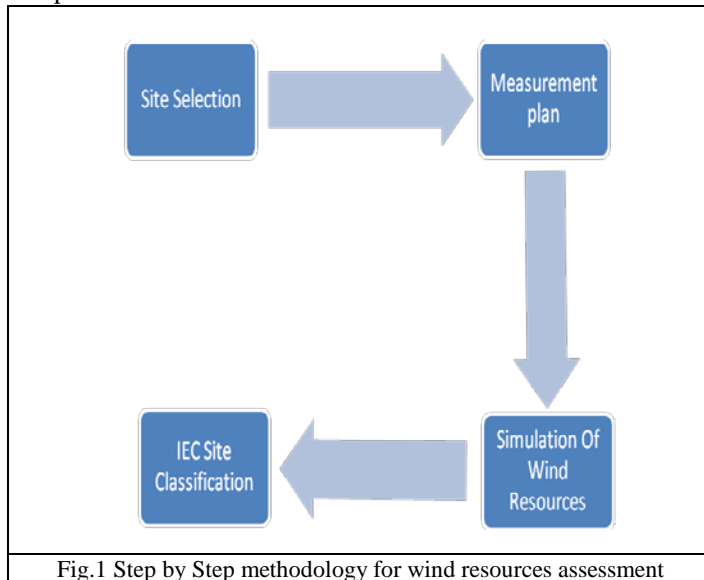 Site Selection
Measurement
plan
Simulation Of
Wind
Resources
IEC Site
Classification
Fig.1 Step by Step methodology for wind resources assessment